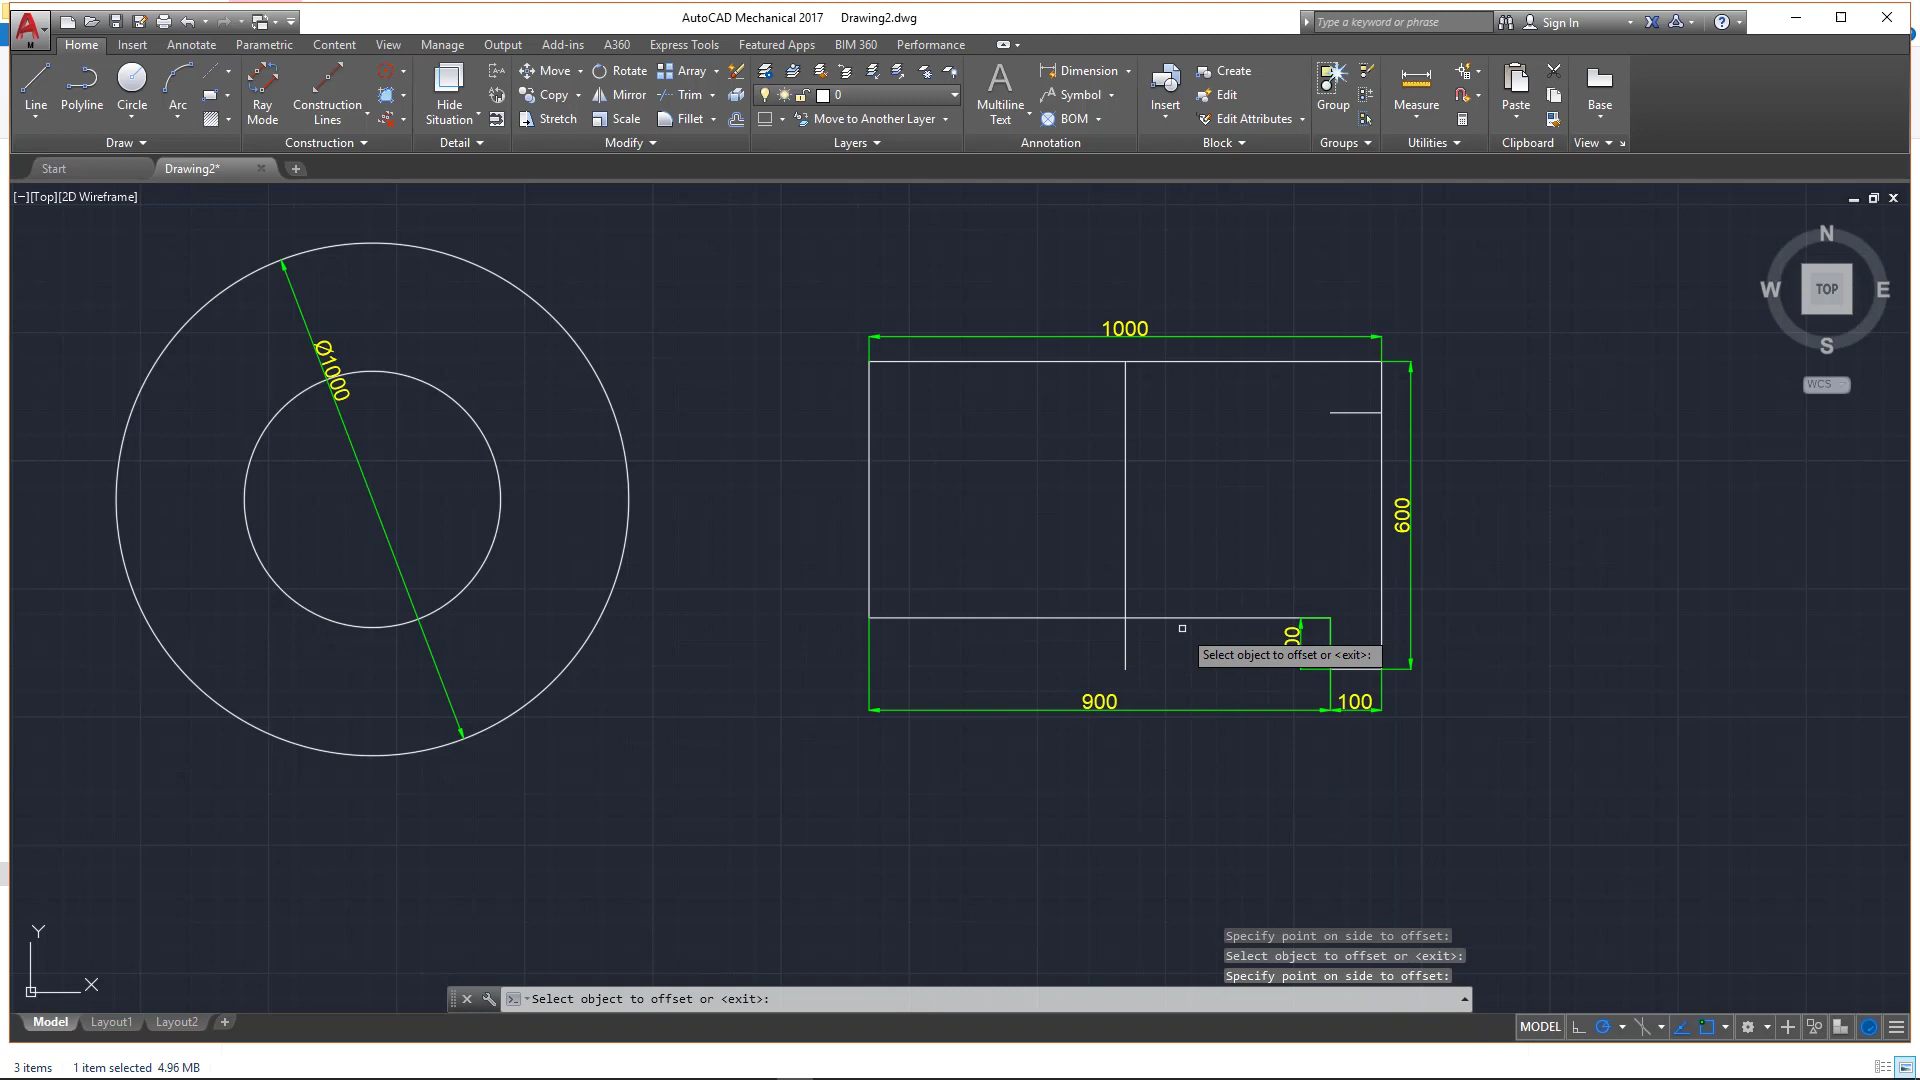 AutoCAD Mechanical 2017 Drawing2.dwg
Type a keyword or phrase
Sign In
M
Home Insert Annotate Parametric Content View Manage Output Add-ins A360 Express Tools Featured Apps BIM 360 Performance
Line Polyline Circle Arc
Ray Mode
Construction Lines
Hide Situation
Move Rotate Array
Copy Mirror Trim
Stretch Scale Fillet
0
Move to Another Layer
Multiline Text
Dimension
Symbol
BOM
Insert
Create
Edit
Edit Attributes
Group
Measure
Paste
Base
Draw Construction Detail Modify Layers Annotation Block Groups Utilities Clipboard View
Start Drawing2*
[−][Top][2D Wireframe]
N
W TOP E
S
WCS
Ø1000
1000
600
900
100
Select object to offset or <exit>:
Y
X
Specify point on side to offset:
Select object to offset or <exit>:
Specify point on side to offset:
Select object to offset or <exit>:
Model Layout1 Layout2
MODEL
3 items 1 item selected 4.96 MB